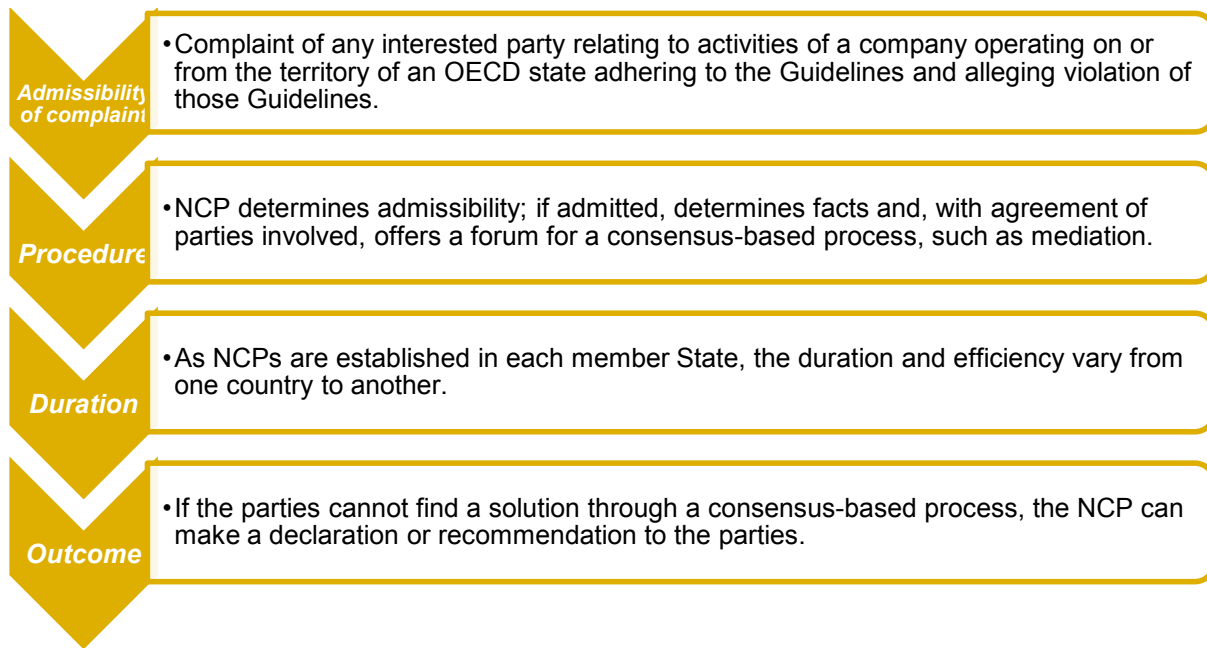 Admissibility
of complaint
•Complaint of any interested party relating to activities of a company operating on or
from the territory of an OECD state adhering to the Guidelines and alleging violation of
those Guidelines.
Procedure
•NCP determines admissibility; if admitted, determines facts and, with agreement of
parties involved, offers a forum for a consensus-based process, such as mediation.
Duration
•As NCPs are established in each member State, the duration and efficiency vary from
one country to another.
Outcome
•If the parties cannot find a solution through a consensus-based process, the NCP can
make a declaration or recommendation to the parties.